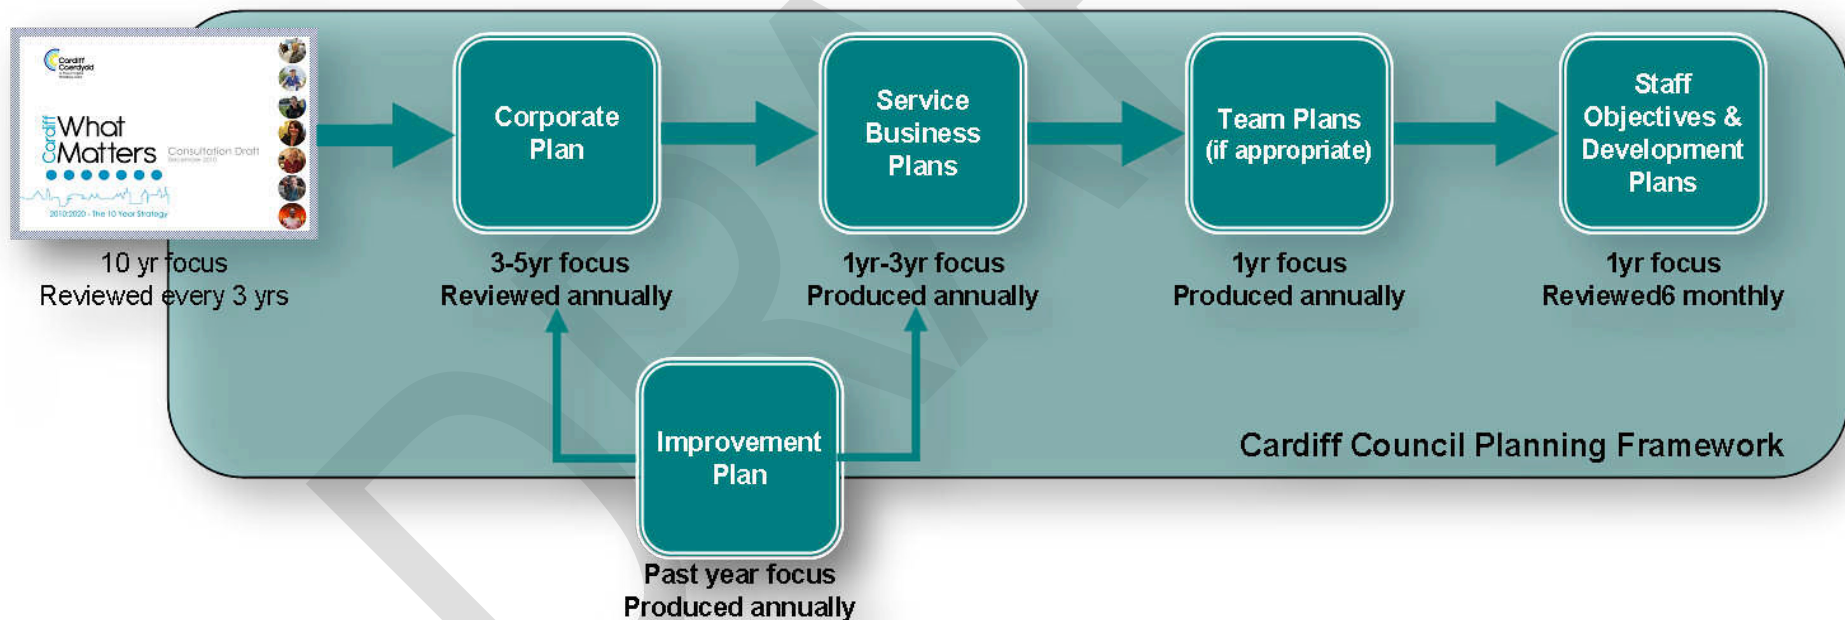 Cardiff
Caerdydd
Cardiff
What
Matters
Consultation Draft
December 2010
2010-2020 - The 10 Year Strategy
10 yr focus
Reviewed every 3 yrs
Corporate
Plan
3-5yr focus
Reviewed annually
Service
Business
Plans
1yr-3yr focus
Produced annually
Team Plans
(if appropriate)
1yr focus
Produced annually
Staff
Objectives &
Development
Plans
1yr focus
Reviewed6 monthly
Improvement
Plan
Past year focus
Produced annually
Cardiff Council Planning Framework